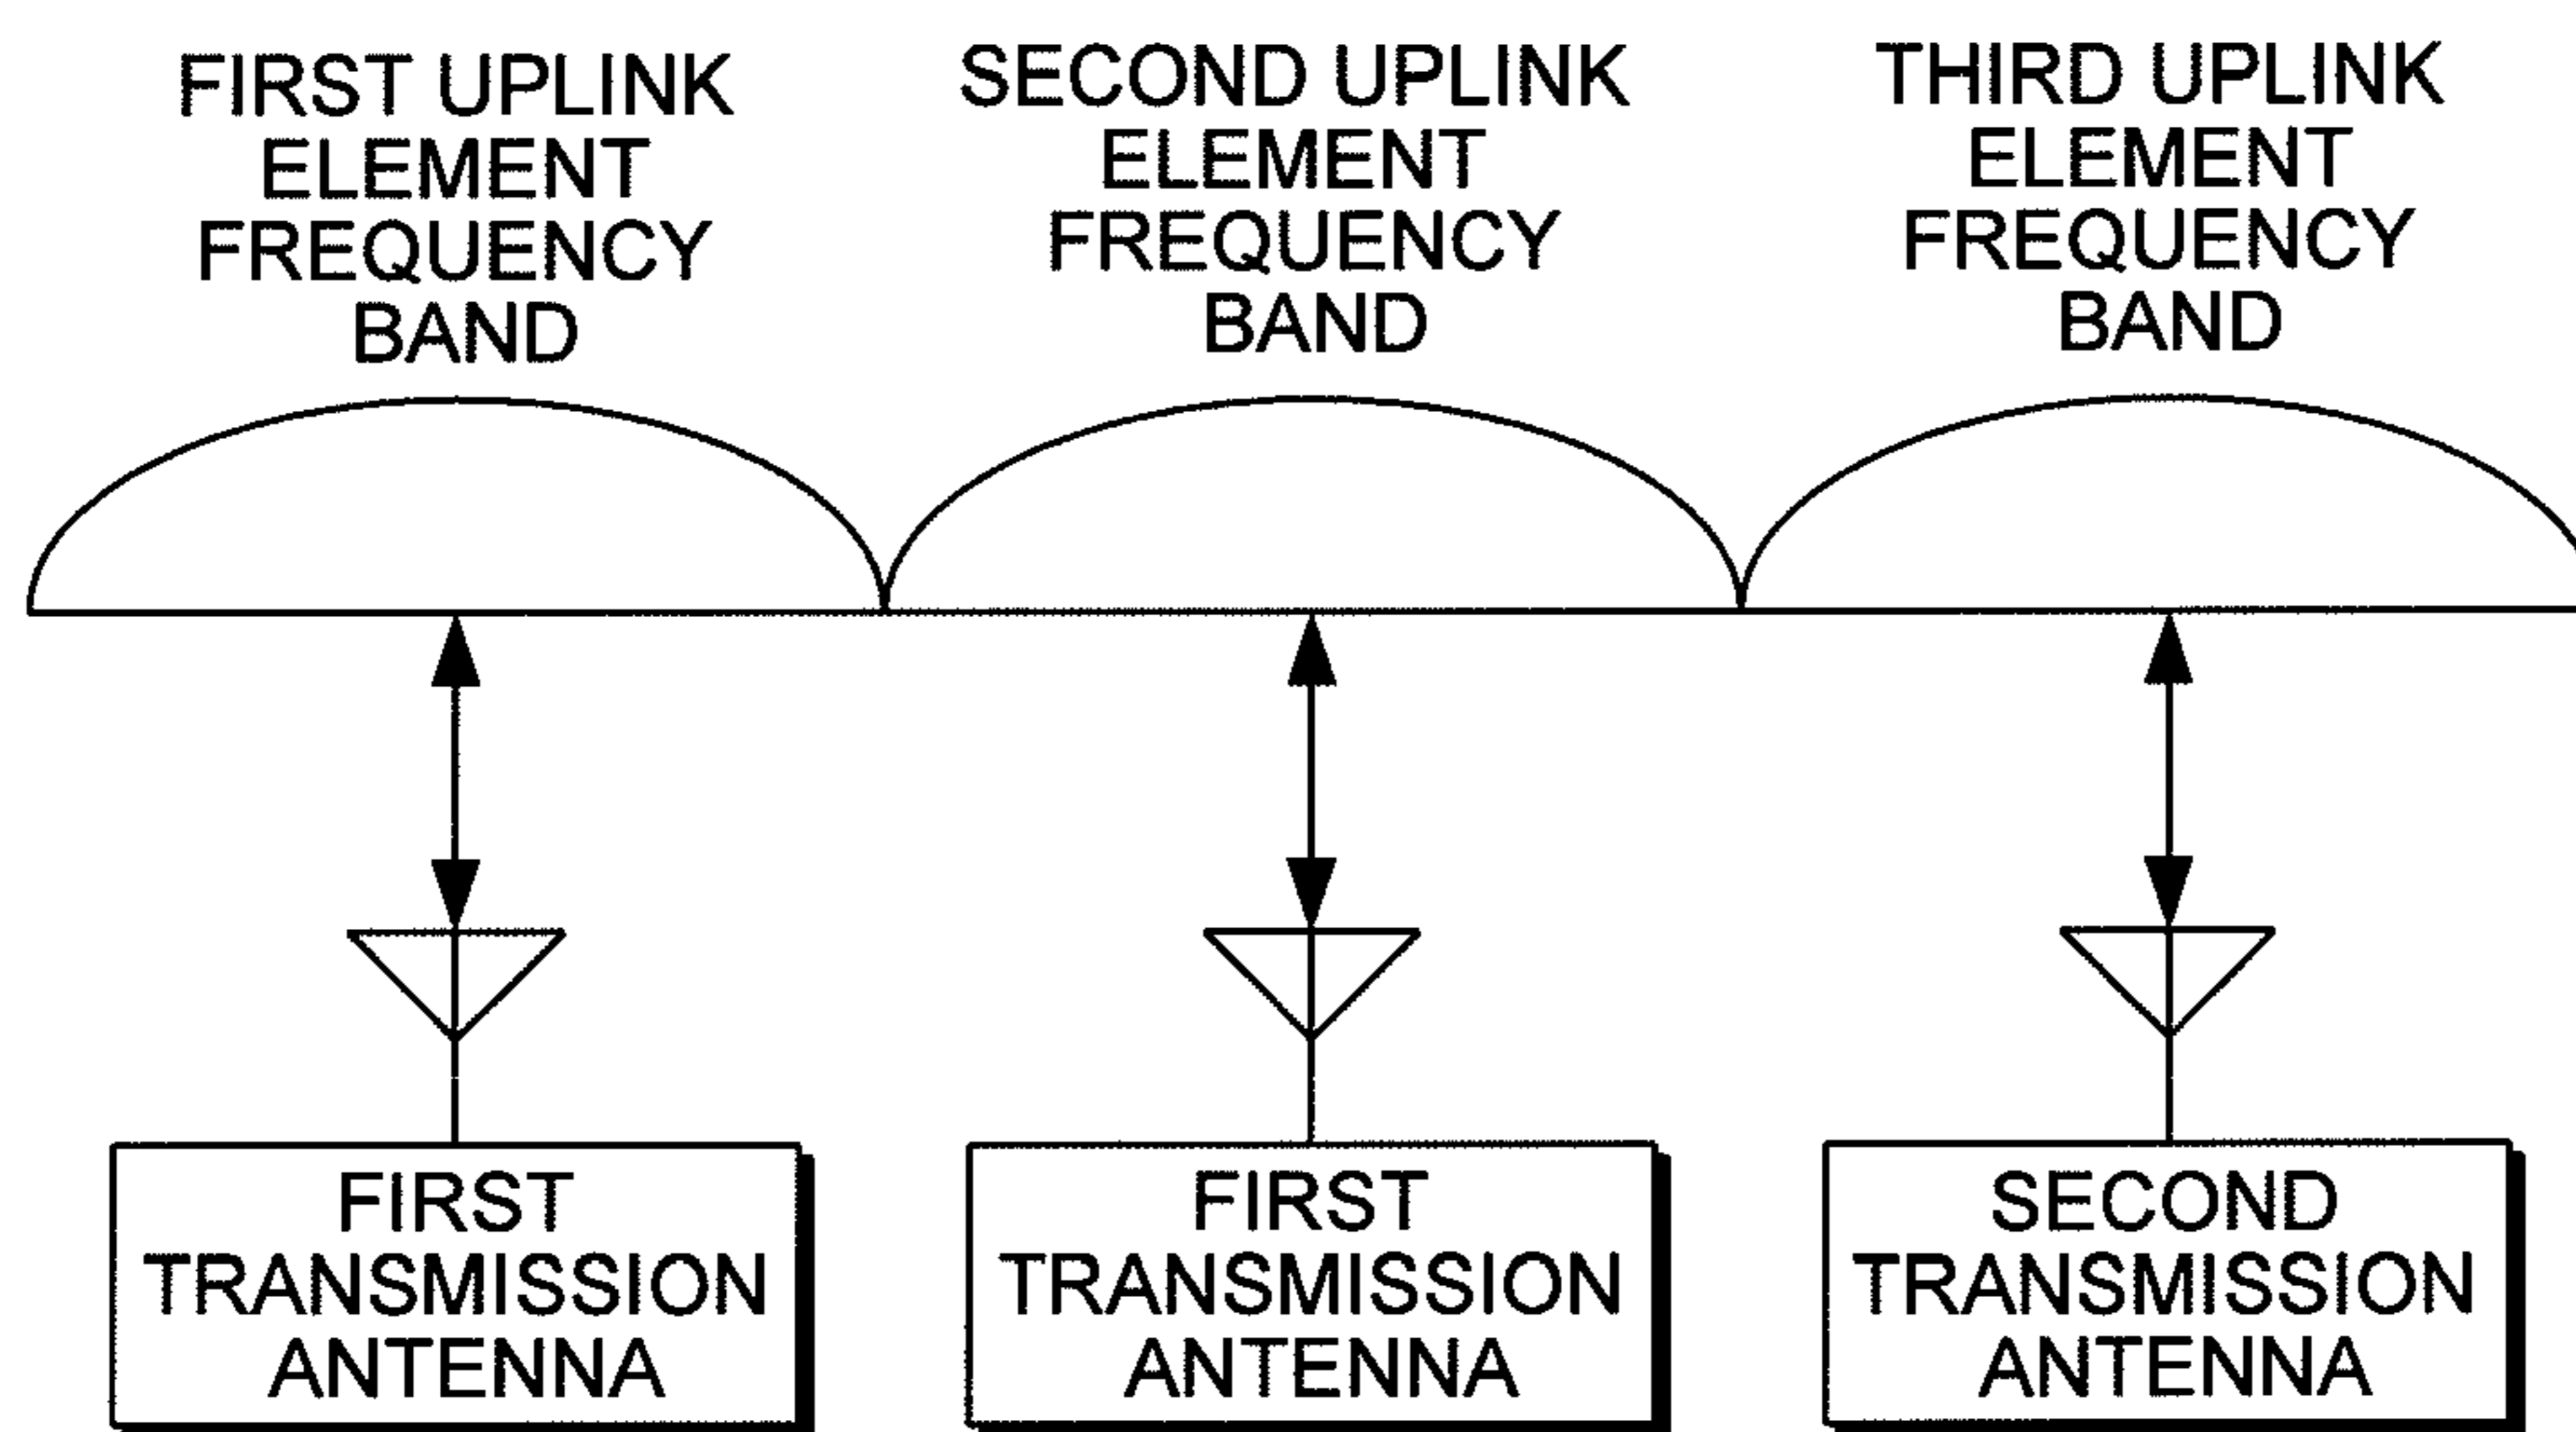 FIRST UPLINK
ELEMENT
FREQUENCY
BAND
SECOND UPLINK
ELEMENT
FREQUENCY
BAND
THIRD UPLINK
ELEMENT
FREQUENCY
BAND
FIRST
TRANSMISSION
ANTENNA
FIRST
TRANSMISSION
ANTENNA
SECOND
TRANSMISSION
ANTENNA